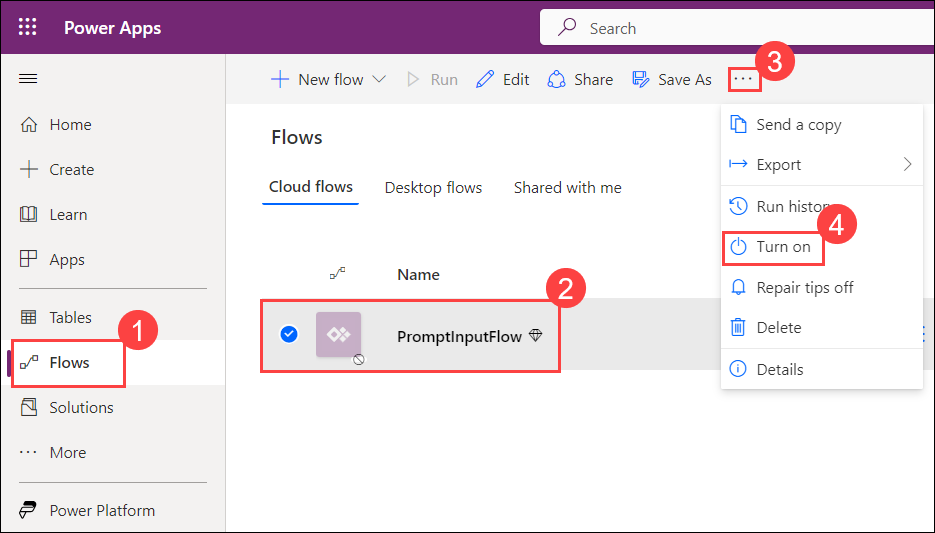 Power Apps
Search
3
New flow
Run
Edit
Share
Save As
...
Home
Create
Learn
Apps
Tables
1
Flows
Solutions
... More
Power Platform
Flows
Cloud flows
Desktop flows
Shared with me
Name
2
PromptInputFlow
Send a copy
Export
Run history
4
Turn on
Repair tips off
Delete
Details